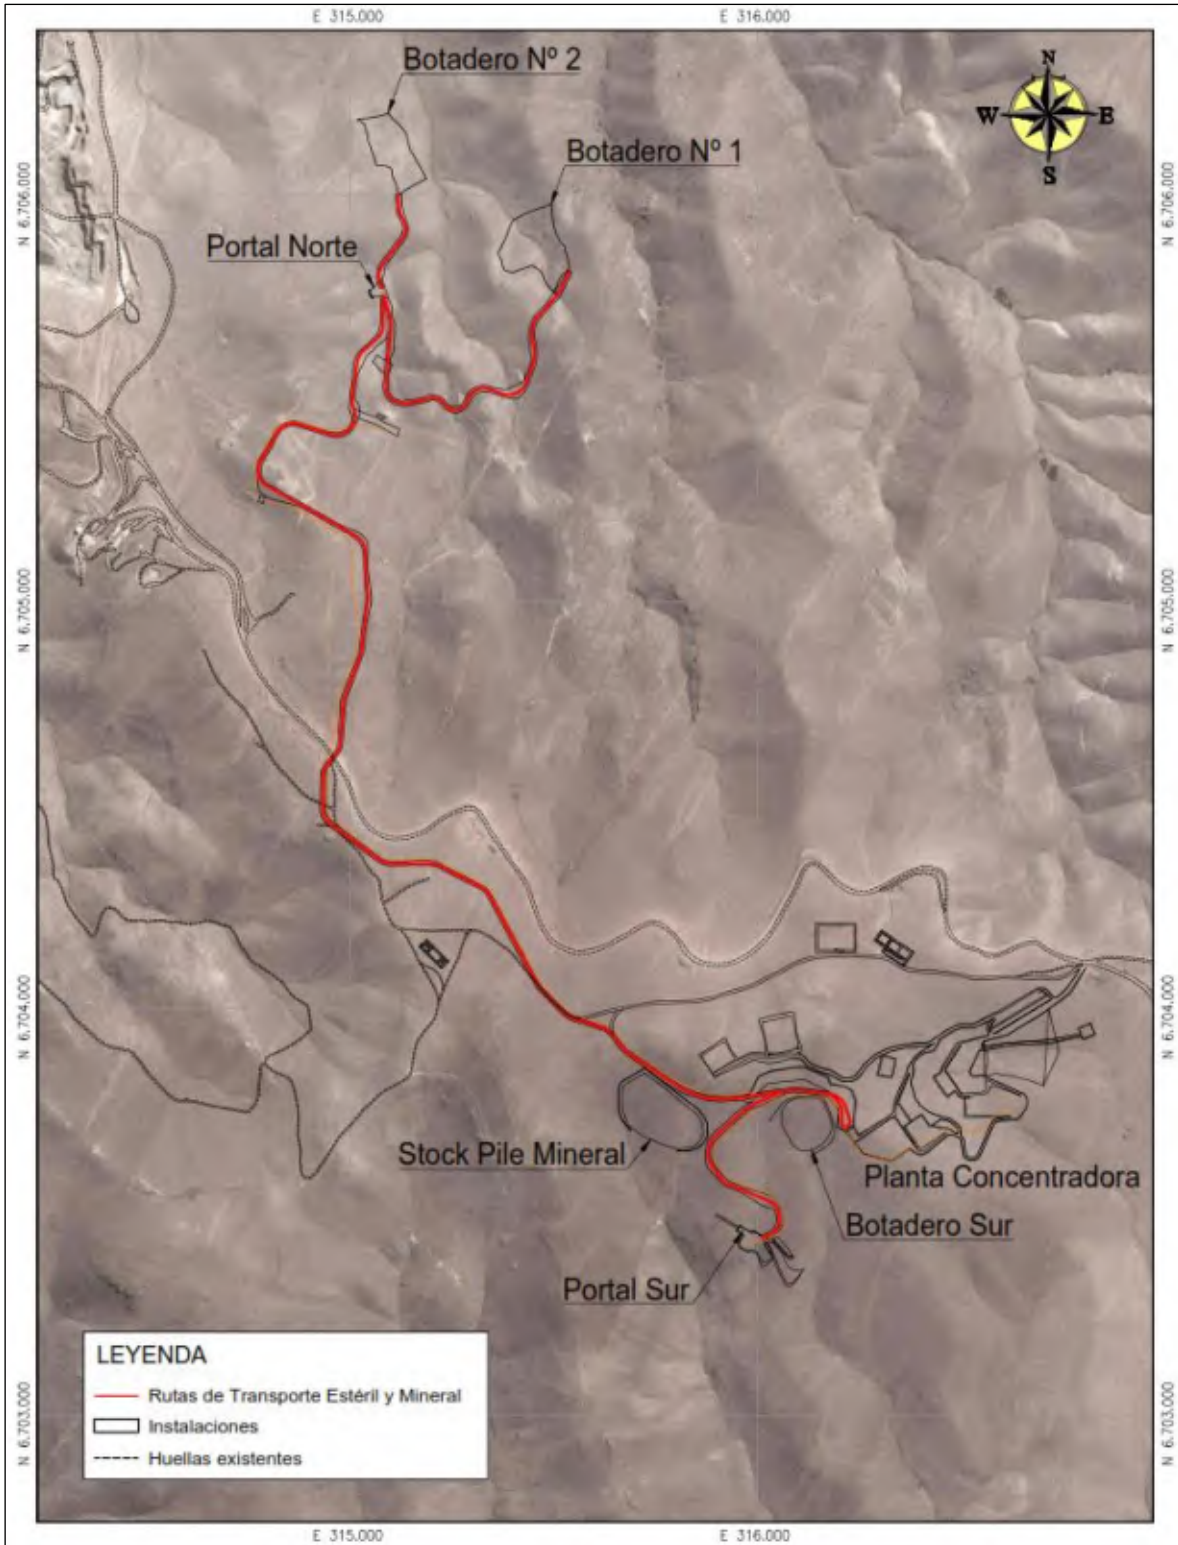 E 315.000
E 316.000
Botadero Nº 2
N
W
E
S
Botadero Nº 1
N 6.706.000
N 6.706.000
Portal Norte
N 6.705.000
N 6.705.000
N 6.704.000
N 6.704.000
Stock Pile Mineral
Planta Concentradora
Botadero Sur
Portal Sur
LEYENDA
Rutas de Transporte Estéril y Mineral
Instalaciones
Huellas existentes
N 6.703.000
N 6.703.000
E 315.000
E 316.000